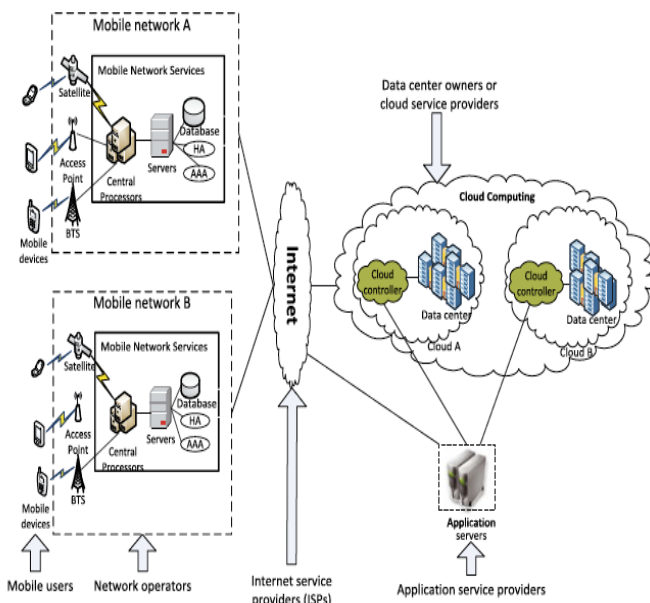 Mobile network A
Mobile Network Services
Satellite
Database
HA
AAA
Access
Point
Servers
Central
Processors
BTS
Mobile
devices
Mobile network B
Mobile Network Services
Satellite
Database
HA
AAA
Access
Point
Servers
Central
Processors
BTS
Mobile
devices
Mobile users
Network operators
Internet
Internet service
providers (ISPs)
Data center owners or
cloud service providers
Cloud Computing
Cloud
controller
Data center
Cloud A
Cloud
controller
Data center
Cloud B
Application
servers
Application service providers